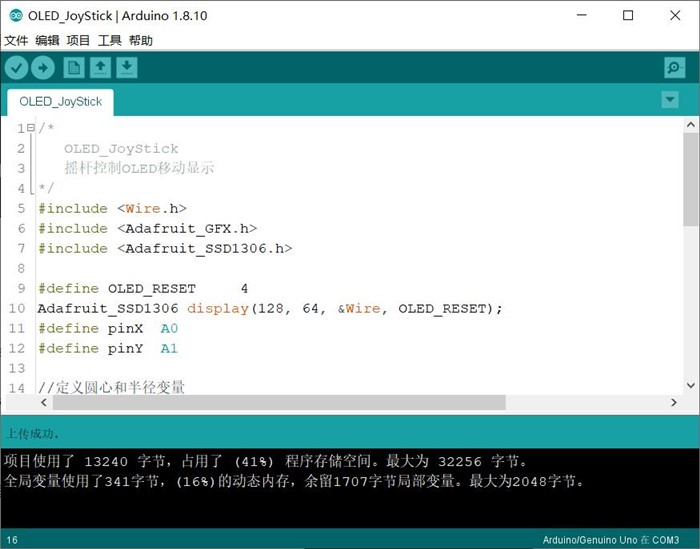 OLED_JoyStick | Arduino 1.8.10
文件 编辑 项目 工具 帮助
OLED_JoyStick
1 /*
2 OLED_JoyStick
3 摇杆控制OLED移动显示
4 */
5 #include <Wire.h>
6 #include <Adafruit_GFX.h>
7 #include <Adafruit_SSD1306.h>
8
9 #define OLED_RESET 4
10 Adafruit_SSD1306 display(128, 64, &Wire, OLED_RESET);
11 #define pinX A0
12 #define pinY A1
13
14 //定义圆心和半径变量
上传成功。
项目使用了 13240 字节，占用了 (41%) 程序存储空间。最大为 32256 字节。
全局变量使用了341字节，(16%)的动态内存，余留1707字节局部变量。最大为2048字节。
16 Arduino/Genuino Uno 在 COM3